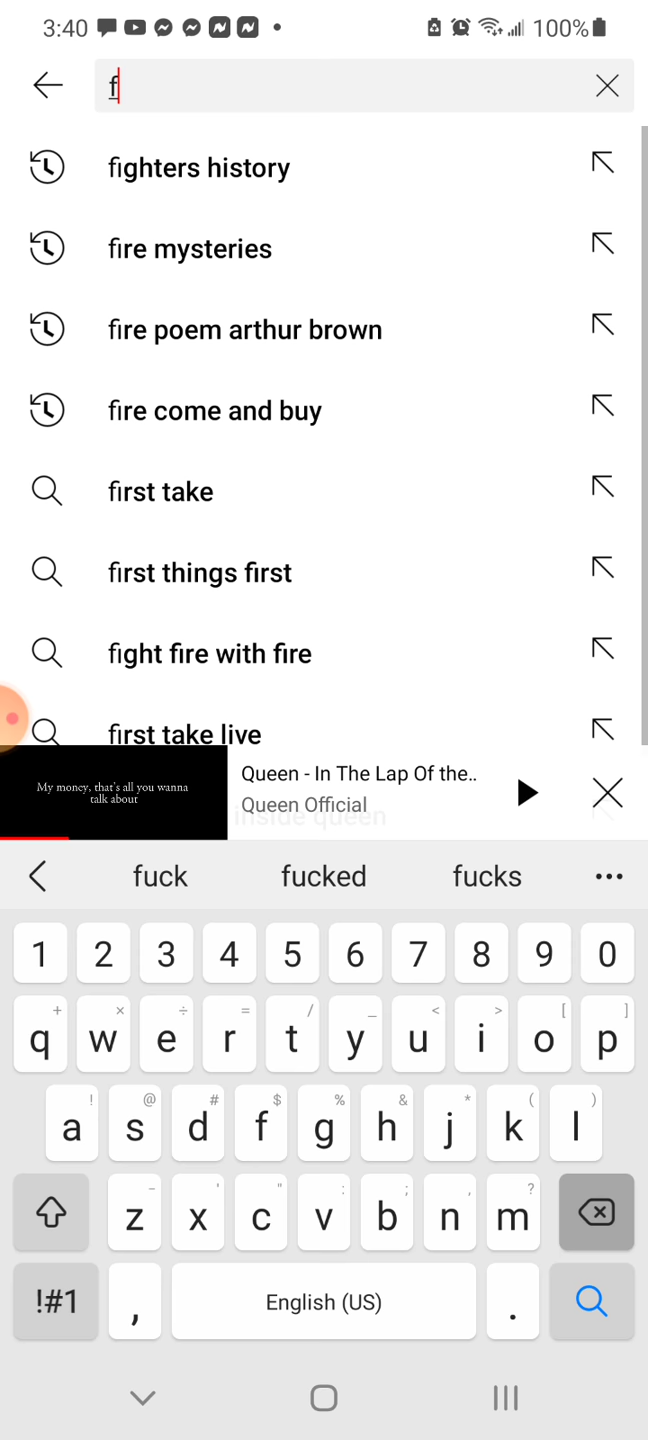 3:40 100%
f
fighters history
fire mysteries
fire poem arthur brown
fire come and buy
first take
first things first
fight fire with fire
first take live
My money, that's all you wanna
talk about
Queen - In The Lap Of the..
Queen Official
inside queen
fuck fucked fucks •••
1 2 3 4 5 6 7 8 9 0
+ × ÷ = / _ < > [ ]
q w e r t y u i o p
! @ # $ % & * ( )
a s d f g h j k l
- ' " : ; , ?
z x c v b n m
!#1 , English (US) .